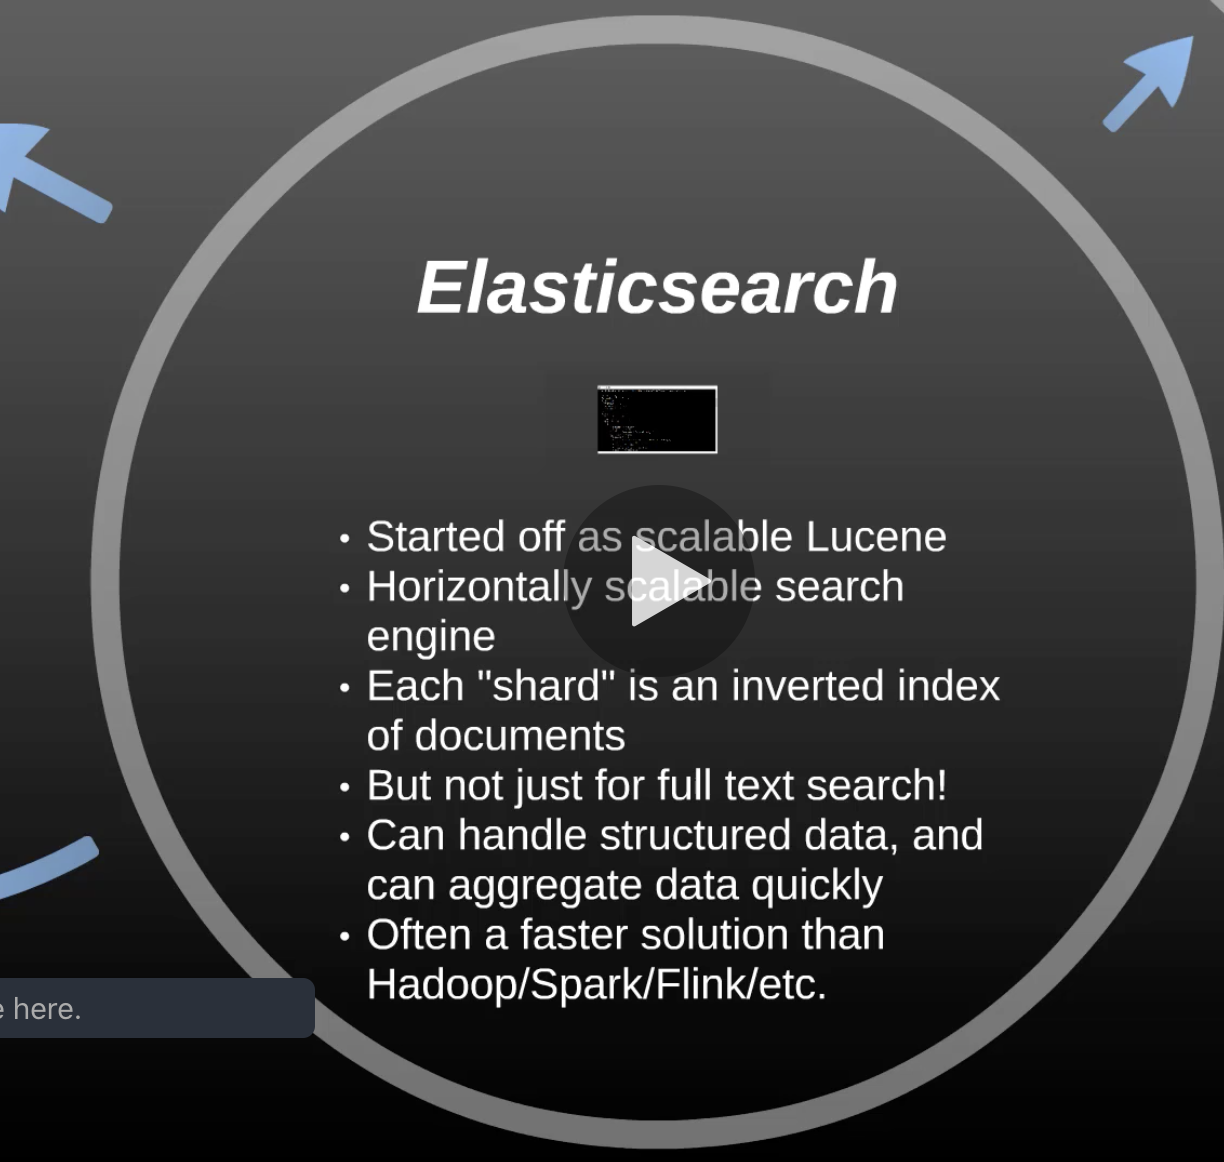 Elasticsearch
• Started off as scalable Lucene
• Horizontally scalable search
engine
• Each "shard" is an inverted index
of documents
• But not just for full text search!
• Can handle structured data, and
can aggregate data quickly
• Often a faster solution than
Hadoop/Spark/Flink/etc.
here.